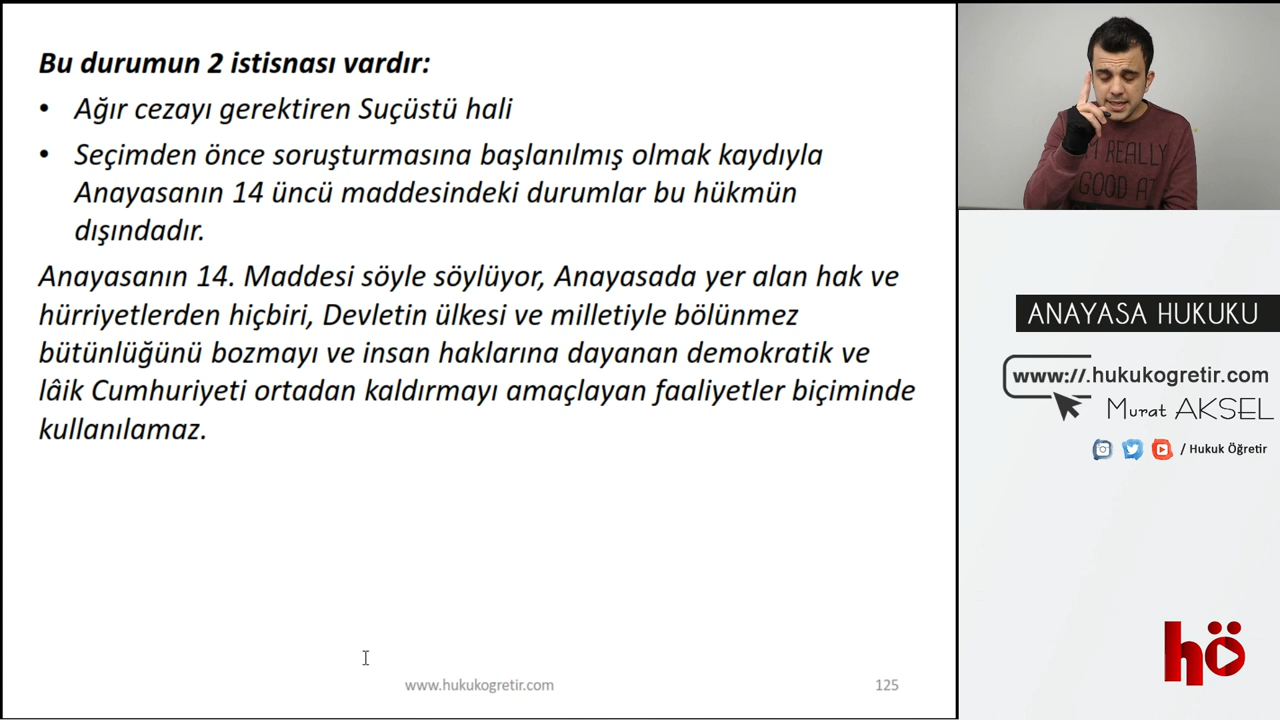 Bu durumun 2 istisnası vardır:
• Ağır cezayı gerektiren Suçüstü hali
• Seçimden önce soruşturmasına başlanılmış olmak kaydıyla
Anayasanın 14 üncü maddesindeki durumlar bu hükmün
dışındadır.
Anayasanın 14. Maddesi söyle söylüyor, Anayasada yer alan hak ve
hürriyetlerden hiçbiri, Devletin ülkesi ve milletiyle bölünmez
bütünlüğünü bozmayı ve insan haklarına dayanan demokratik ve
lâik Cumhuriyeti ortadan kaldırmayı amaçlayan faaliyetler biçiminde
kullanılamaz.
www.hukukogretir.com
125
REALLY
GOOD AT
ANAYASA HUKUKU
www://.hukukogretir.com
Murat AKSEL
/ Hukuk Öğretir
hö